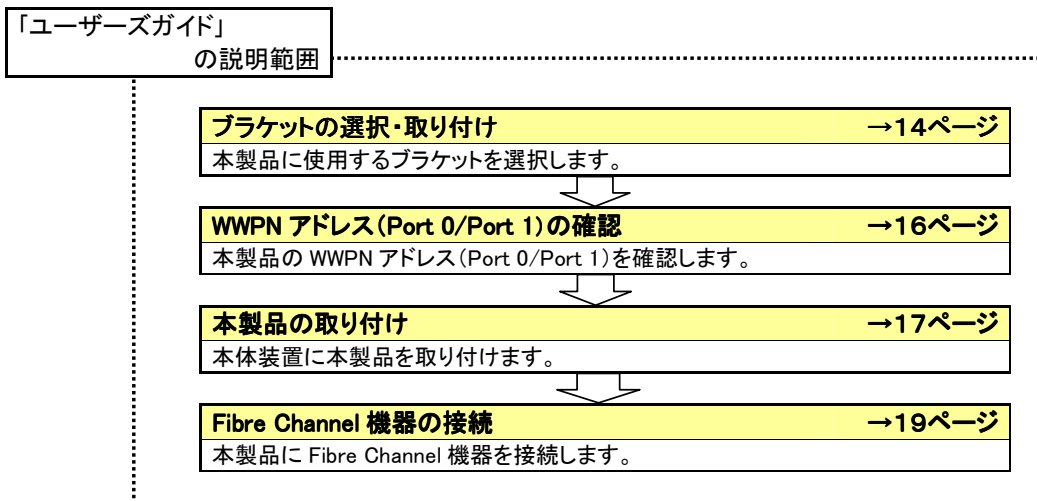 「ユーザーズガイド」
の説明範囲
ブラケットの選択・取り付け →14ページ
本製品に使用するブラケットを選択します。
WWPN アドレス(Port 0/Port 1)の確認 →16ページ
本製品の WWPN アドレス(Port 0/Port 1)を確認します。
本製品の取り付け →17ページ
本体装置に本製品を取り付けます。
Fibre Channel 機器の接続 →19ページ
本製品に Fibre Channel 機器を接続します。